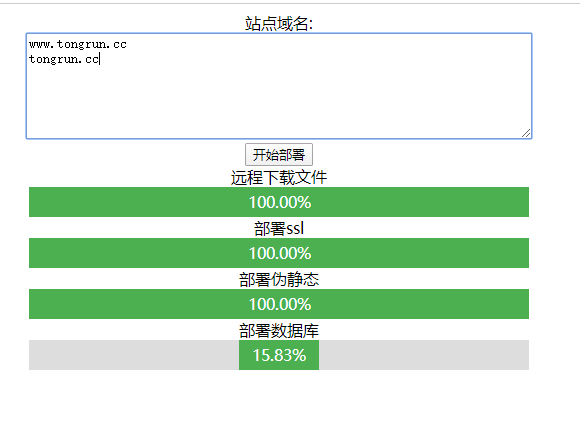 站点域名:
www.tongrun.cc
tongrun.cc
开始部署
远程下载文件
100.00%
部署ssl
100.00%
部署伪静态
100.00%
部署数据库
15.83%